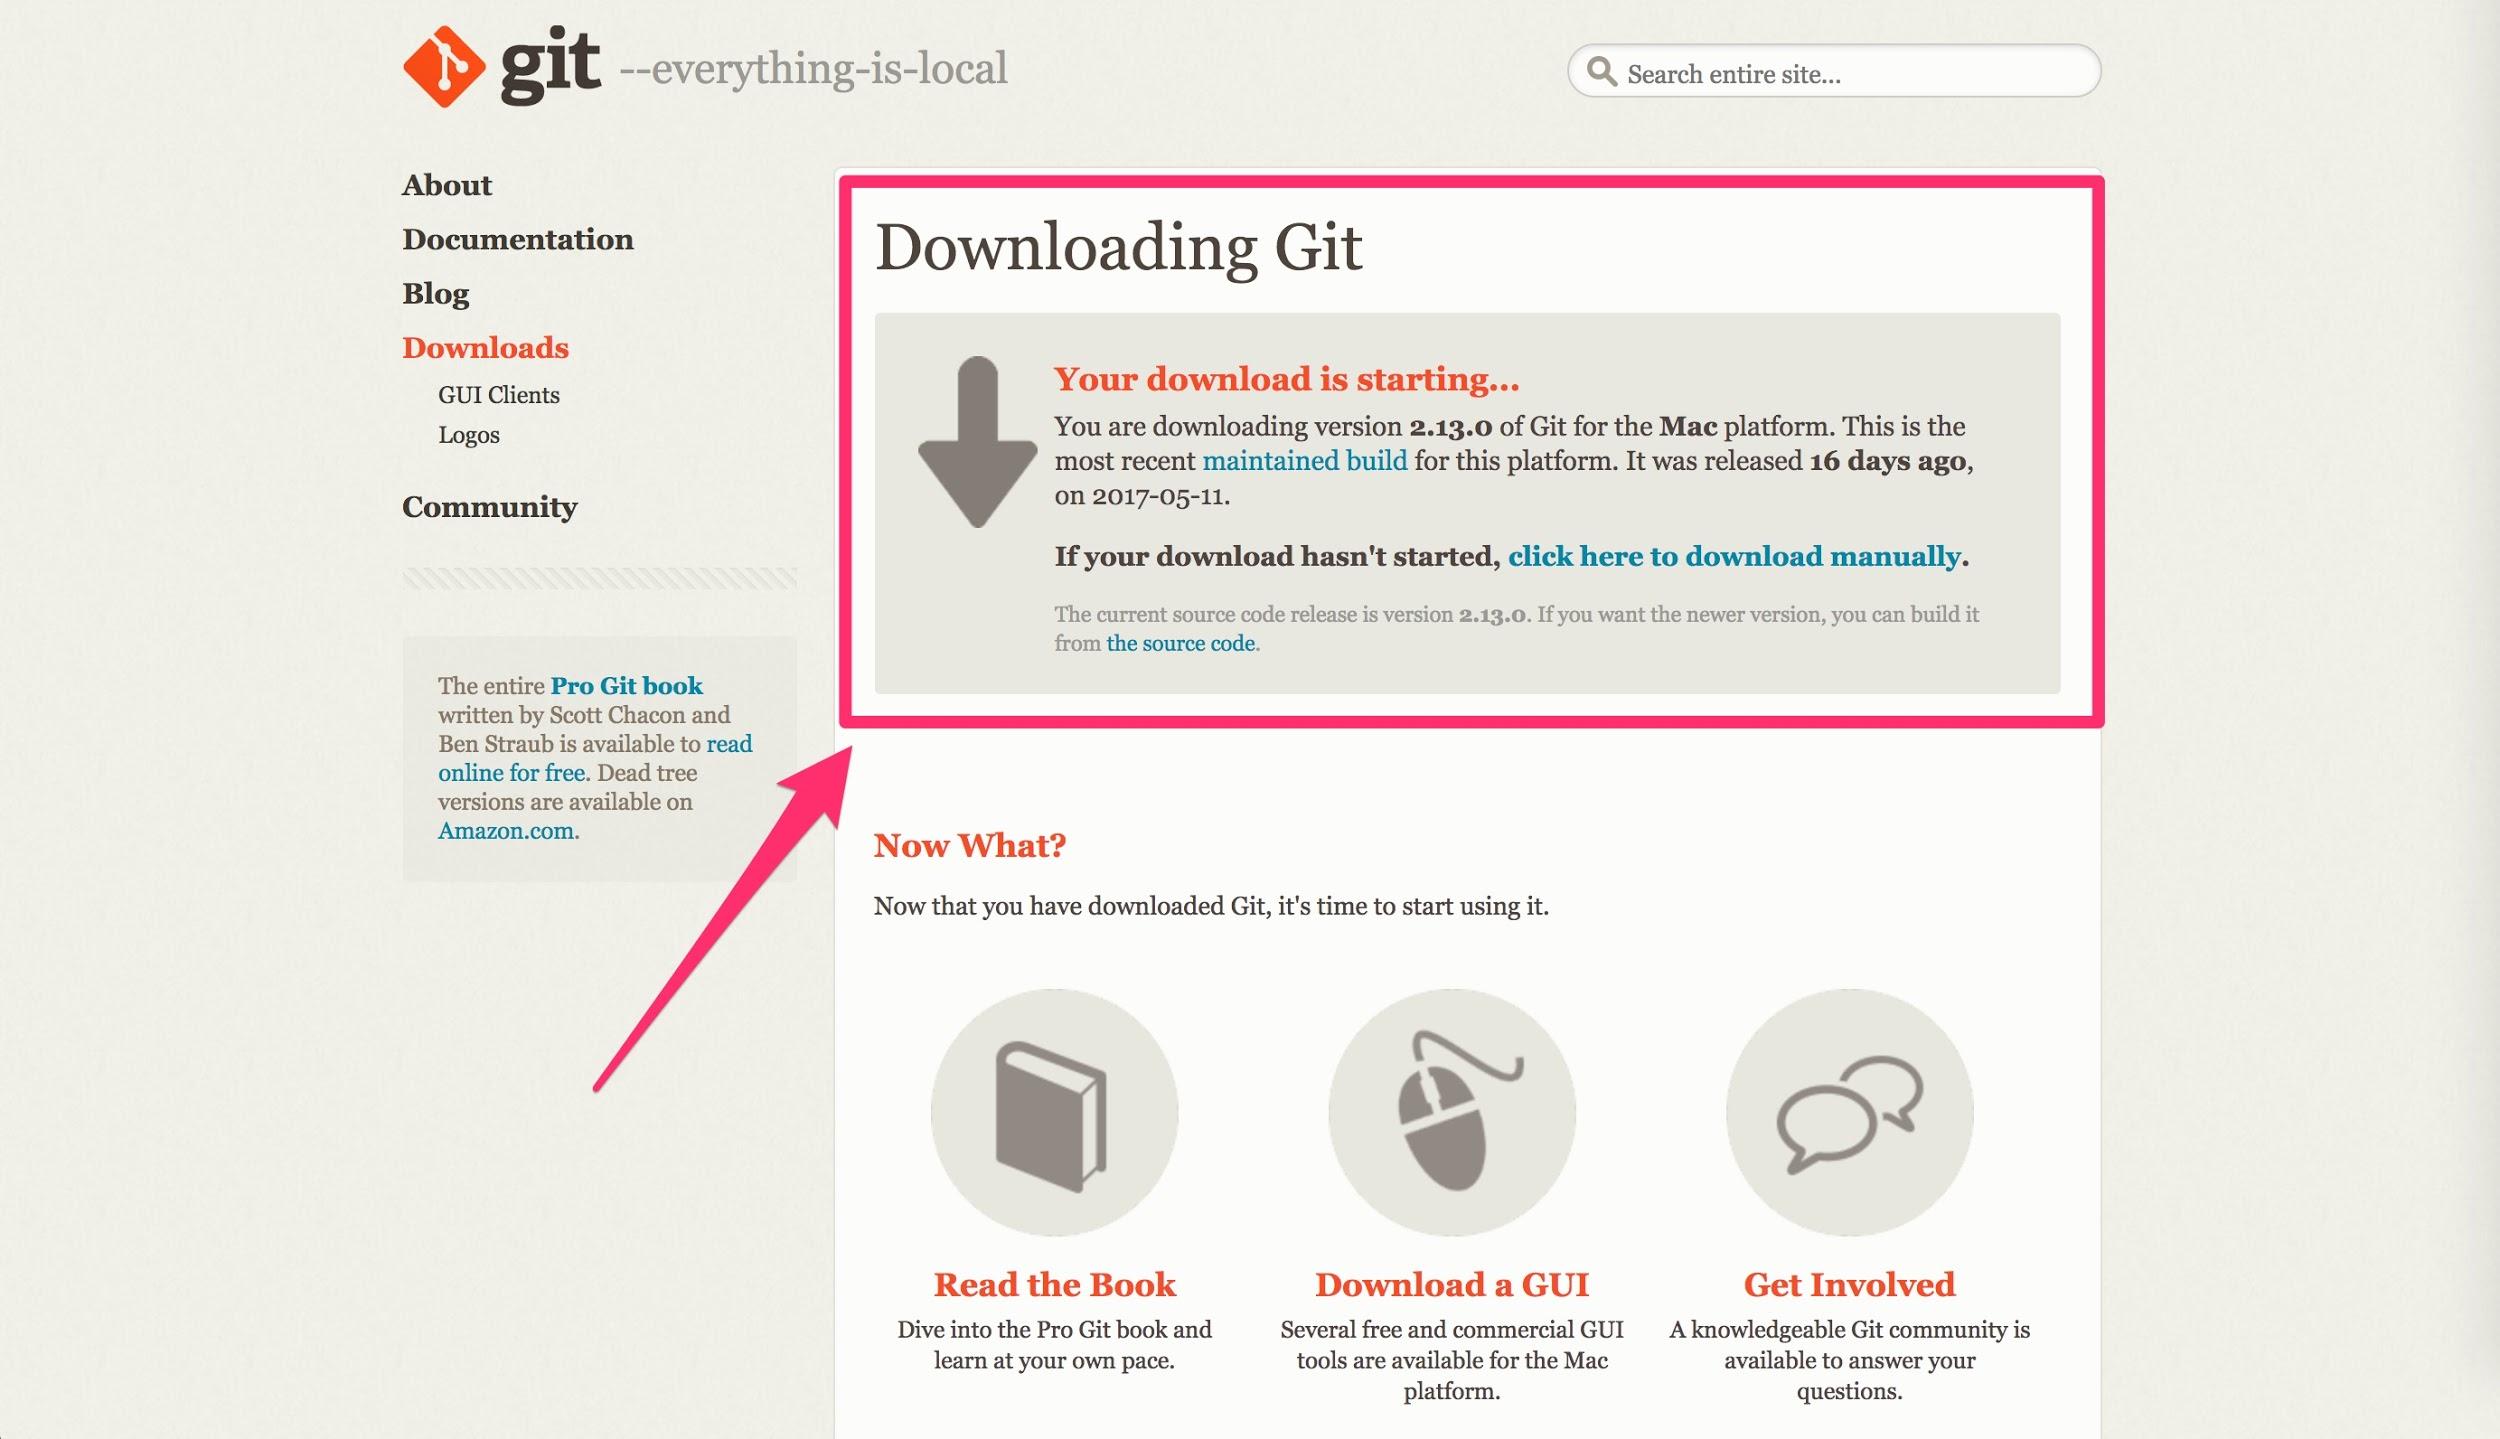 git --everything-is-local
Search entire site...
About
Documentation
Blog
Downloads
GUI Clients
Logos
Community
The entire Pro Git book
written by Scott Chacon and
Ben Straub is available to read
online for free. Dead tree
versions are available on
Amazon.com.
Downloading Git
Your download is starting...
You are downloading version 2.13.0 of Git for the Mac platform. This is the
most recent maintained build for this platform. It was released 16 days ago,
on 2017-05-11.
If your download hasn't started, click here to download manually.
The current source code release is version 2.13.0. If you want the newer version, you can build it
from the source code.
Now What?
Now that you have downloaded Git, it's time to start using it.
Read the Book
Dive into the Pro Git book and
learn at your own pace.
Download a GUI
Several free and commercial GUI
tools are available for the Mac
platform.
Get Involved
A knowledgeable Git community is
available to answer your
questions.